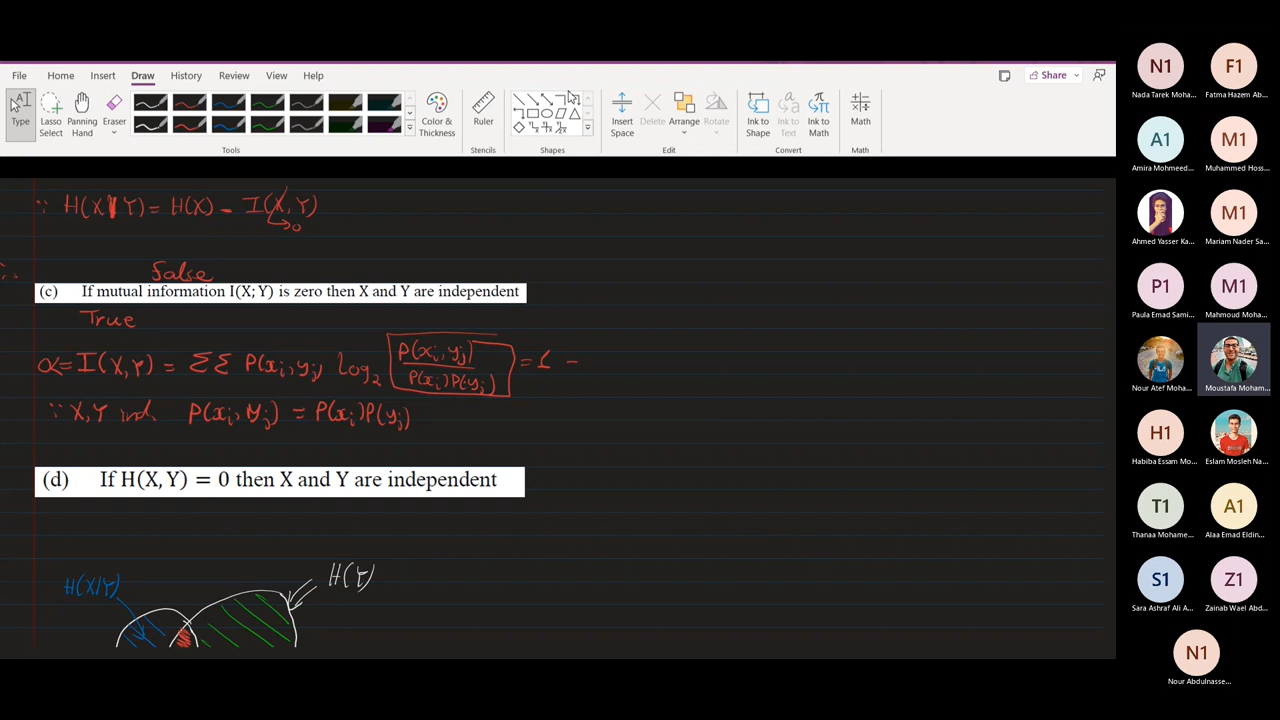 File Home Insert Draw History Review View Help Share
Type Lasso Select Panning Hand Eraser Color & Thickness Ruler Insert Space Delete Arrange Rotate Ink to Shape Ink to Text Ink to Math Math
Tools Stencils Shapes Edit Convert Math
∵ H(X|Y) = H(X) - I(X,Y)
→0
∴ False
(c) If mutual information I(X; Y) is zero then X and Y are independent
True
I(X,Y) = ΣΣ P(xi,yj) log2 P(xi,yj) / P(xi)P(yj) = 1 -
∵ X,Y ind. P(xi,yj) = P(xi)P(yj)
(d) If H(X, Y) = 0 then X and Y are independent
H(X/Y)
H(Y)
N1 F1
Nada Tarek Moha... Fatma Hazem Ab...
A1 M1
Amira Mohmeed... Muhammed Hoss...
M1
Ahmed Yasser Ka... Mariam Nader Sa...
P1 M1
Paula Emad Sami... Mahmoud Moha...
Nour Atef Moha... Moustafa Moham...
H1
Habiba Essam Mo... Eslam Mosleh Na...
T1 A1
Thanaa Mohame... Alaa Emad Eldin...
S1 Z1
Sara Ashraf Ali A... Zainab Wael Abd...
N1
Nour Abdulnasse...